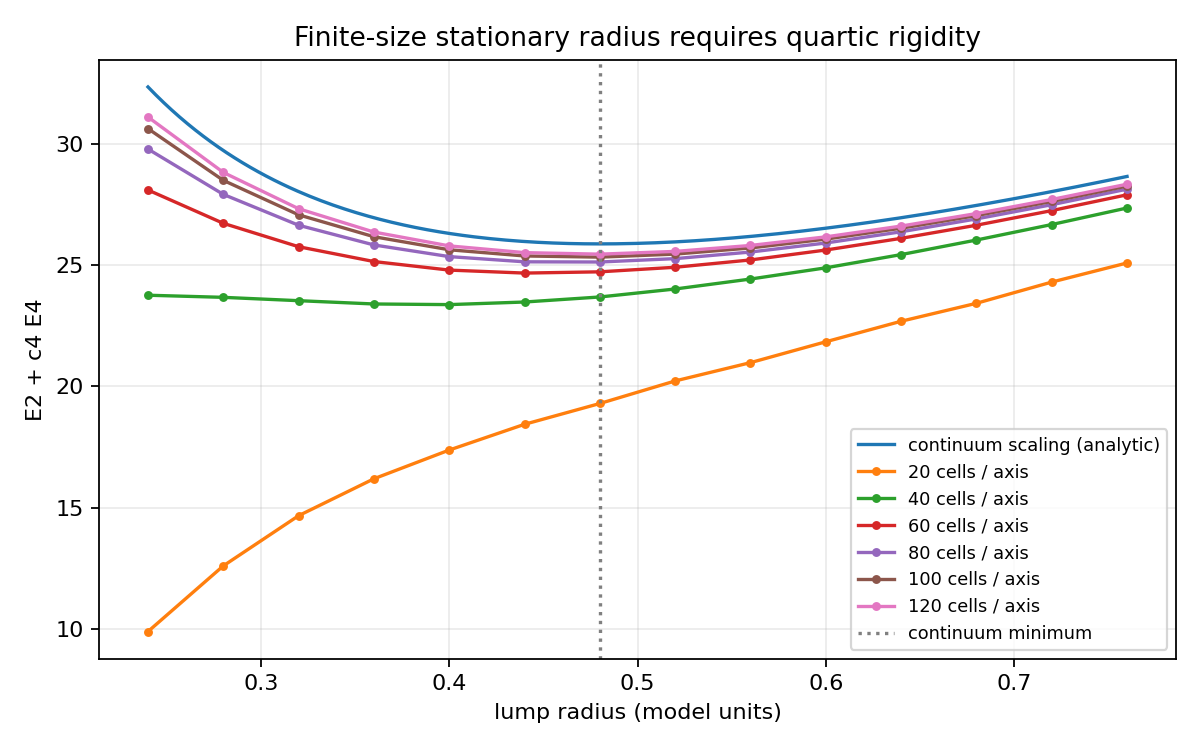 Finite-size stationary radius requires quartic rigidity
E2 + c4 E4
30
25
20
15
10
0.3
0.4
0.5
0.6
0.7
lump radius (model units)
continuum scaling (analytic)
20 cells / axis
40 cells / axis
60 cells / axis
80 cells / axis
100 cells / axis
120 cells / axis
continuum minimum